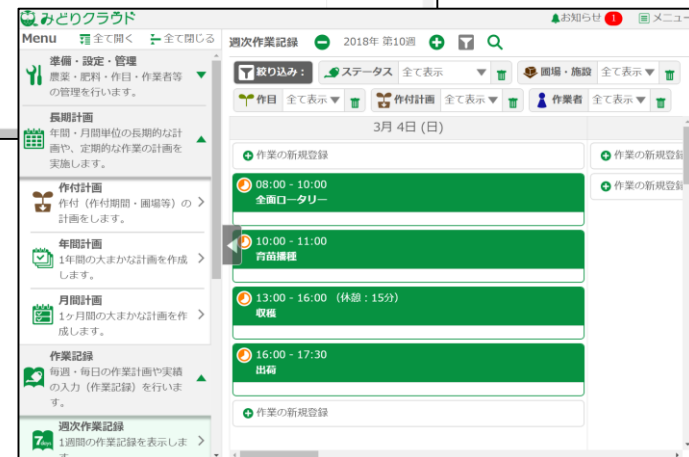 みどりクラウド
お知らせ 1 メニュー
Menu 全て開く 全て閉じる
準備・設定・管理
農薬・肥料・作目・作業者等
の管理を行います。
長期計画
年間・月間単位の長期的な計
画や、定期的な作業の計画を
実施します。
作付計画
作付（作付期間・圃場等）の
計画をします。
年間計画
1年間の大まかな計画を作成
します。
月間計画
1ヶ月間の大まかな計画を作
成します。
作業記録
毎週・毎日の作業計画や実績
の入力（作業記録）を行いま
す。
週次作業記録
7days
1週間の作業記録を表示しま
す。
週次作業記録 2018年 第10週
絞り込み： ステータス 全て表示 圃場・施設 全て表示
作目 全て表示 作付計画 全て表示 作業者 全て表示
3月 4日 (日)
作業の新規登録
08:00 - 10:00
全面ロータリー
10:00 - 11:00
育苗播種
13:00 - 16:00 （休憩：15分）
収穫
16:00 - 17:30
出荷
作業の新規登録
作業の新規登録
作業の新規登録